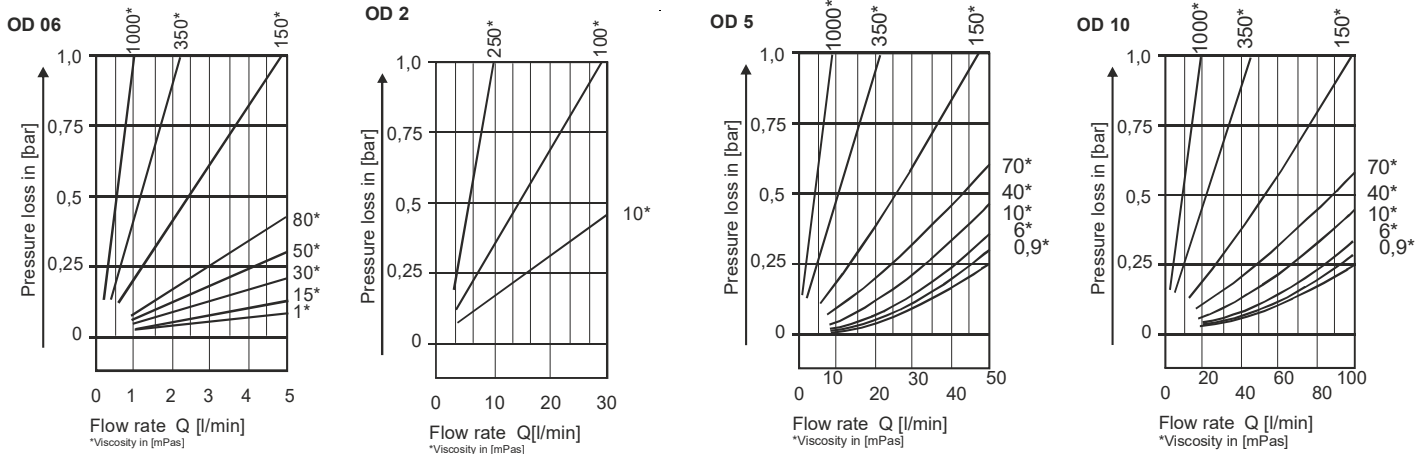 OD 06
1000*
350*
150*
Pressure loss in [bar]
1,0
0,75
0,5
0,25
0
80*
50*
30*
15*
1*
0 1 2 3 4 5
Flow rate Q [l/min]
*Viscosity in [mPas]
OD 2
250*
100*
Pressure loss in [bar]
1,0
0,75
0,5
0,25
0
10*
0 10 20 30
Flow rate Q[l/min]
*Viscosity in [mPas]
OD 5
1000*
350*
150*
Pressure loss in [bar]
1,0
0,75
0,5
0,25
0
70*
40*
10*
6*
0,9*
0 10 20 30 40 50
Flow rate Q [l/min]
*Viscosity in [mPas]
OD 10
1000*
350*
150*
Pressure loss in [bar]
1,0
0,75
0,5
0,25
0
70*
40*
10*
6*
0,9*
0 20 40 60 80 100
Flow rate Q [l/min]
*Viscosity in [mPas]